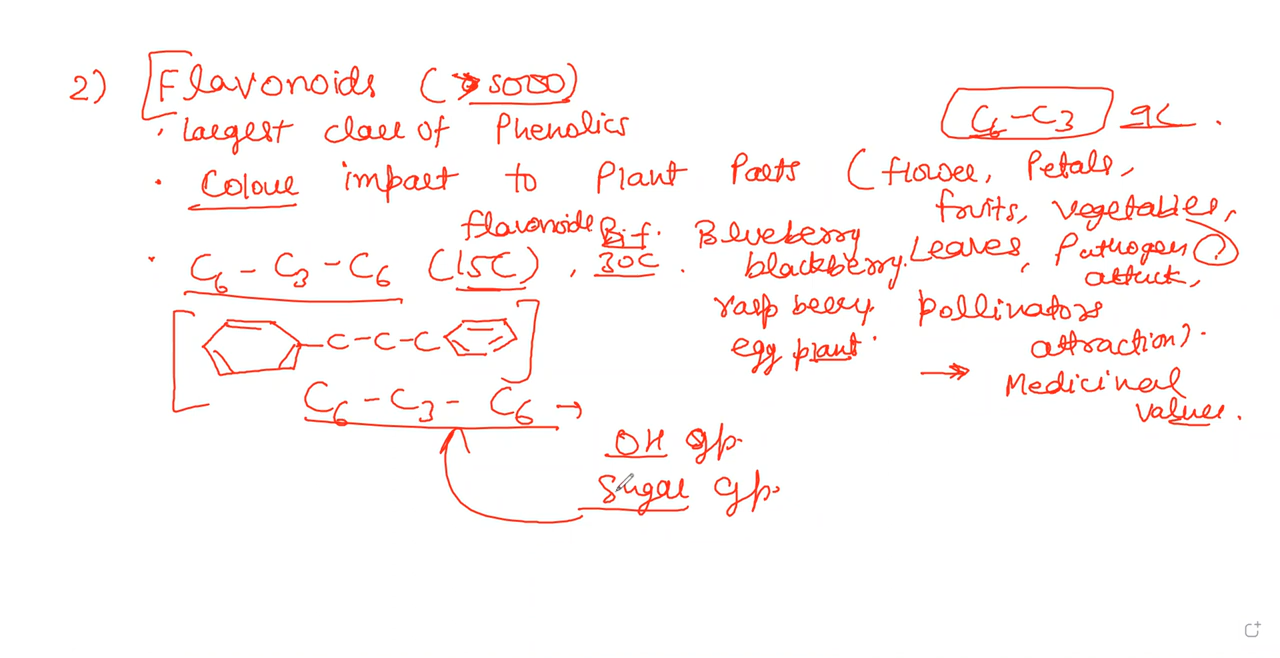 2) Flavonoids (>5000)
• Largest class of Phenolics
C6-C3 9C.
• Colour impart to Plant Parts (flower, Petals,
fruits, vegetables,
Leaves, Pathogen ?
attack,
pollinators
attraction).
→ Medicinal
values.
flavonoids Bif. Blueberry
blackberry.
rasp berry.
egg plant.
• C6 - C3 - C6 (15C), 30C.
-C-C-C
C6 - C3 - C6 →
OH gp.
Sugar gp.